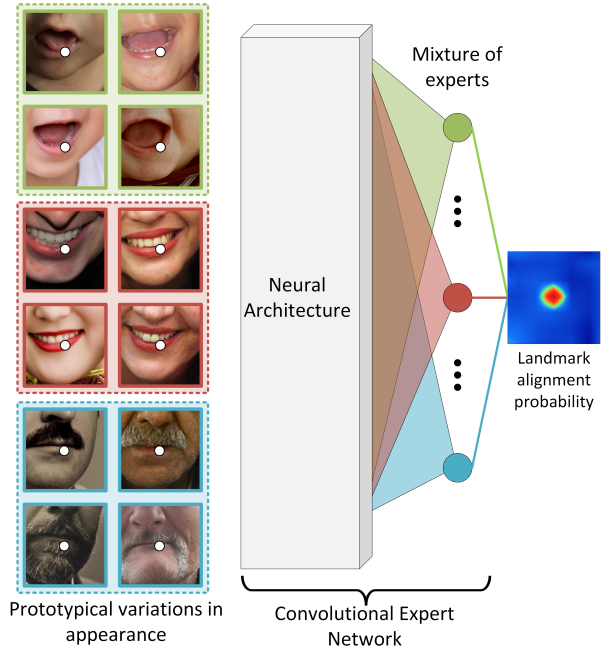 Mixture of
experts
Neural
Architecture
Landmark
alignment
probability
Prototypical variations in
appearance
Convolutional Expert
Network